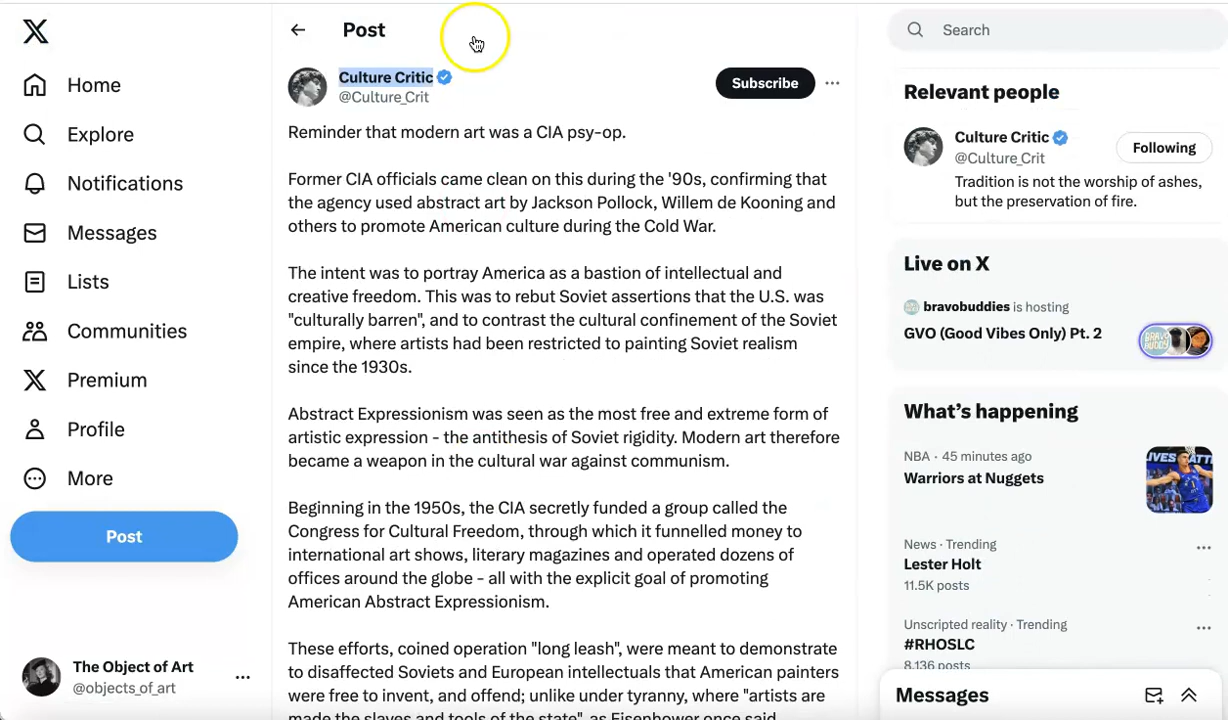 Home
Explore
Notifications
Messages
Lists
Communities
Premium
Profile
More
Post
The Object of Art
@objects_of_art
Post
Culture Critic
@Culture_Crit
Subscribe
Reminder that modern art was a CIA psy-op.
Former CIA officials came clean on this during the '90s, confirming that
the agency used abstract art by Jackson Pollock, Willem de Kooning and
others to promote American culture during the Cold War.
The intent was to portray America as a bastion of intellectual and
creative freedom. This was to rebut Soviet assertions that the U.S. was
"culturally barren", and to contrast the cultural confinement of the Soviet
empire, where artists had been restricted to painting Soviet realism
since the 1930s.
Abstract Expressionism was seen as the most free and extreme form of
artistic expression - the antithesis of Soviet rigidity. Modern art therefore
became a weapon in the cultural war against communism.
Beginning in the 1950s, the CIA secretly funded a group called the
Congress for Cultural Freedom, through which it funnelled money to
international art shows, literary magazines and operated dozens of
offices around the globe - all with the explicit goal of promoting
American Abstract Expressionism.
These efforts, coined operation "long leash", were meant to demonstrate
to disaffected Soviets and European intellectuals that American painters
were free to invent, and offend; unlike under tyranny, where "artists are
made the slaves and tools of the state", as Eisenhower once said
Search
Relevant people
Culture Critic
@Culture_Crit
Following
Tradition is not the worship of ashes,
but the preservation of fire.
Live on X
bravobuddies is hosting
GVO (Good Vibes Only) Pt. 2
What's happening
NBA · 45 minutes ago
Warriors at Nuggets
News · Trending
Lester Holt
11.5K posts
Unscripted reality · Trending
#RHOSLC
8,136 posts
Messages